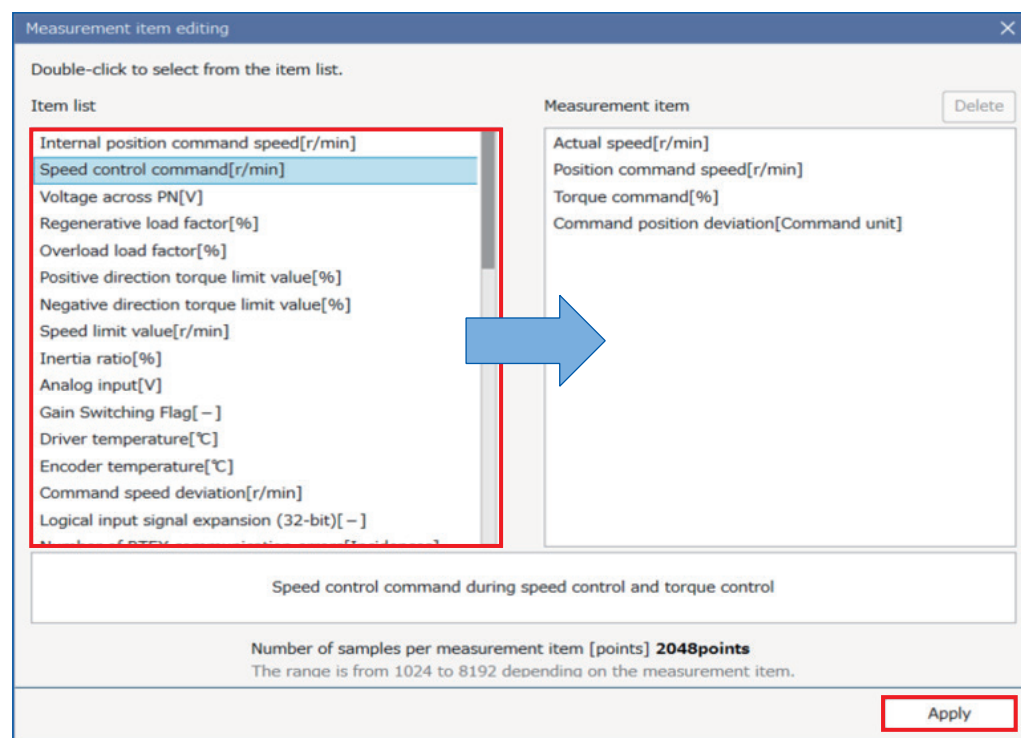 Measurement item editing
Double-click to select from the item list.
Item list
Internal position command speed[r/min]
Speed control command[r/min]
Voltage across PN[V]
Regenerative load factor[%]
Overload load factor[%]
Positive direction torque limit value[%]
Negative direction torque limit value[%]
Speed limit value[r/min]
Inertia ratio[%]
Analog input[V]
Gain Switching Flag[−]
Driver temperature[℃]
Encoder temperature[℃]
Command speed deviation[r/min]
Logical input signal expansion (32-bit)[−]
Measurement item
Delete
Actual speed[r/min]
Position command speed[r/min]
Torque command[%]
Command position deviation[Command unit]
Speed control command during speed control and torque control
Number of samples per measurement item [points] 2048points
The range is from 1024 to 8192 depending on the measurement item.
Apply